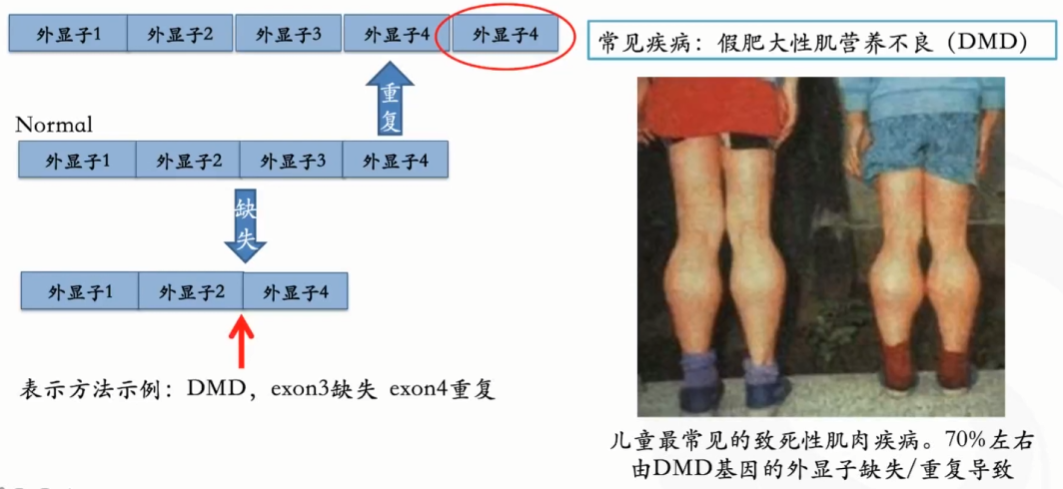 外显子1 外显子2 外显子3 外显子4 外显子4
常见疾病：假肥大性肌营养不良（DMD）
重复
Normal
外显子1 外显子2 外显子3 外显子4
缺失
外显子1 外显子2 外显子4
表示方法示例：DMD，exon3缺失 exon4重复
儿童最常见的致死性肌肉疾病。70%左右
由DMD基因的外显子缺失/重复导致